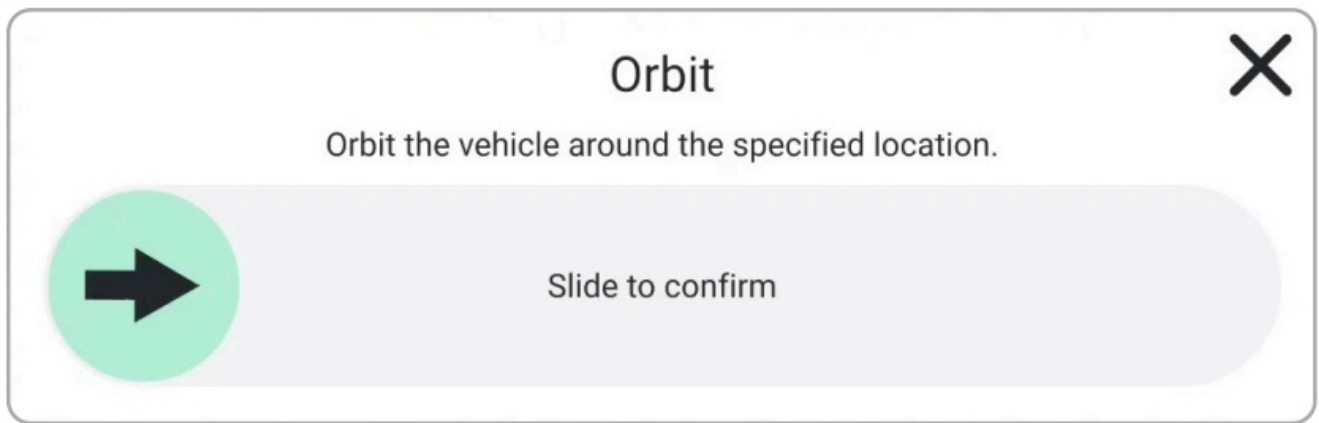 Orbit
Orbit the vehicle around the specified location.
Slide to confirm